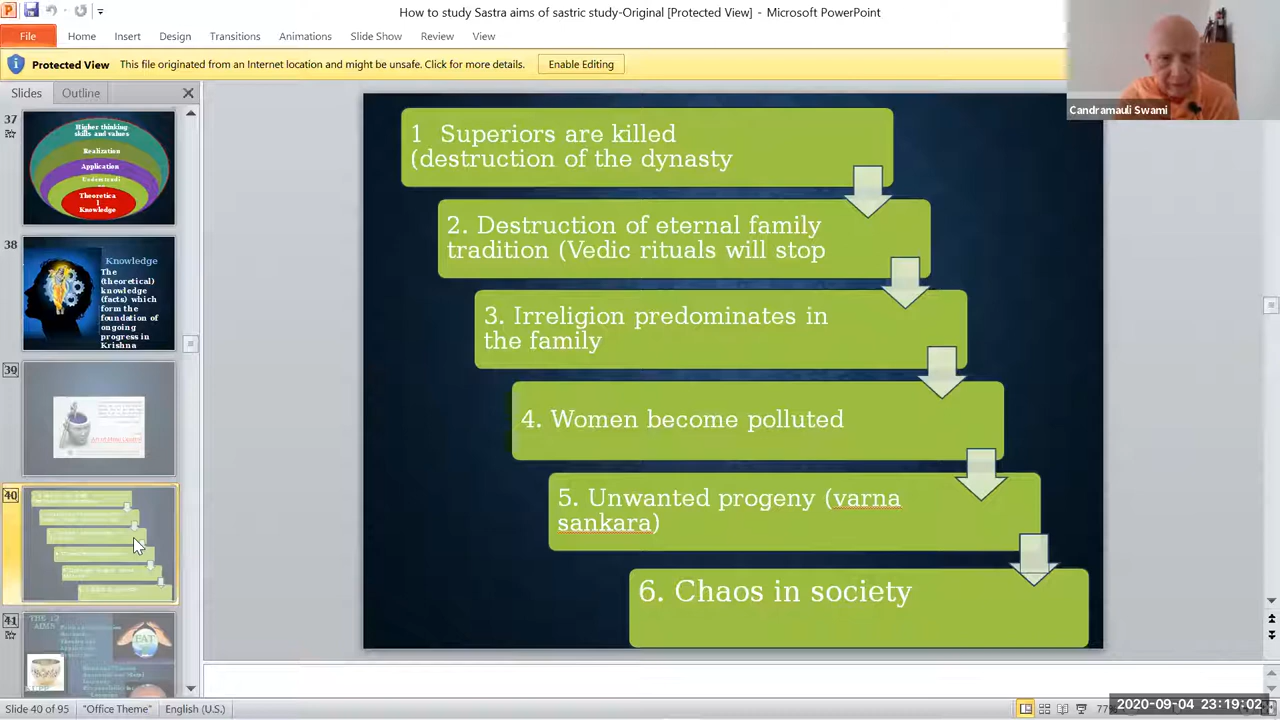 How to study Sastra aims of sastric study-Original [Protected View] - Microsoft PowerPoint
File Home Insert Design Transitions Animations Slide Show Review View
Protected View This file originated from an Internet location and might be unsafe. Click for more details. Enable Editing
Candramauli Swami
Slides Outline
37
Higher thinking
skills and values
Realization
Application
Theoretica
l
Knowledge
38
Knowledge
The
(theoretical)
knowledge
(facts) which
form the
foundation of
ongoing
progress in
Krishna
39
40
41
THE 12
AIMS
1 Superiors are killed
(destruction of the dynasty
2. Destruction of eternal family
tradition (Vedic rituals will stop
3. Irreligion predominates in
the family
4. Women become polluted
5. Unwanted progeny (varna
sankara)
6. Chaos in society
Slide 40 of 95 "Office Theme" English (U.S.) 77%
2020-09-04 23:19:02